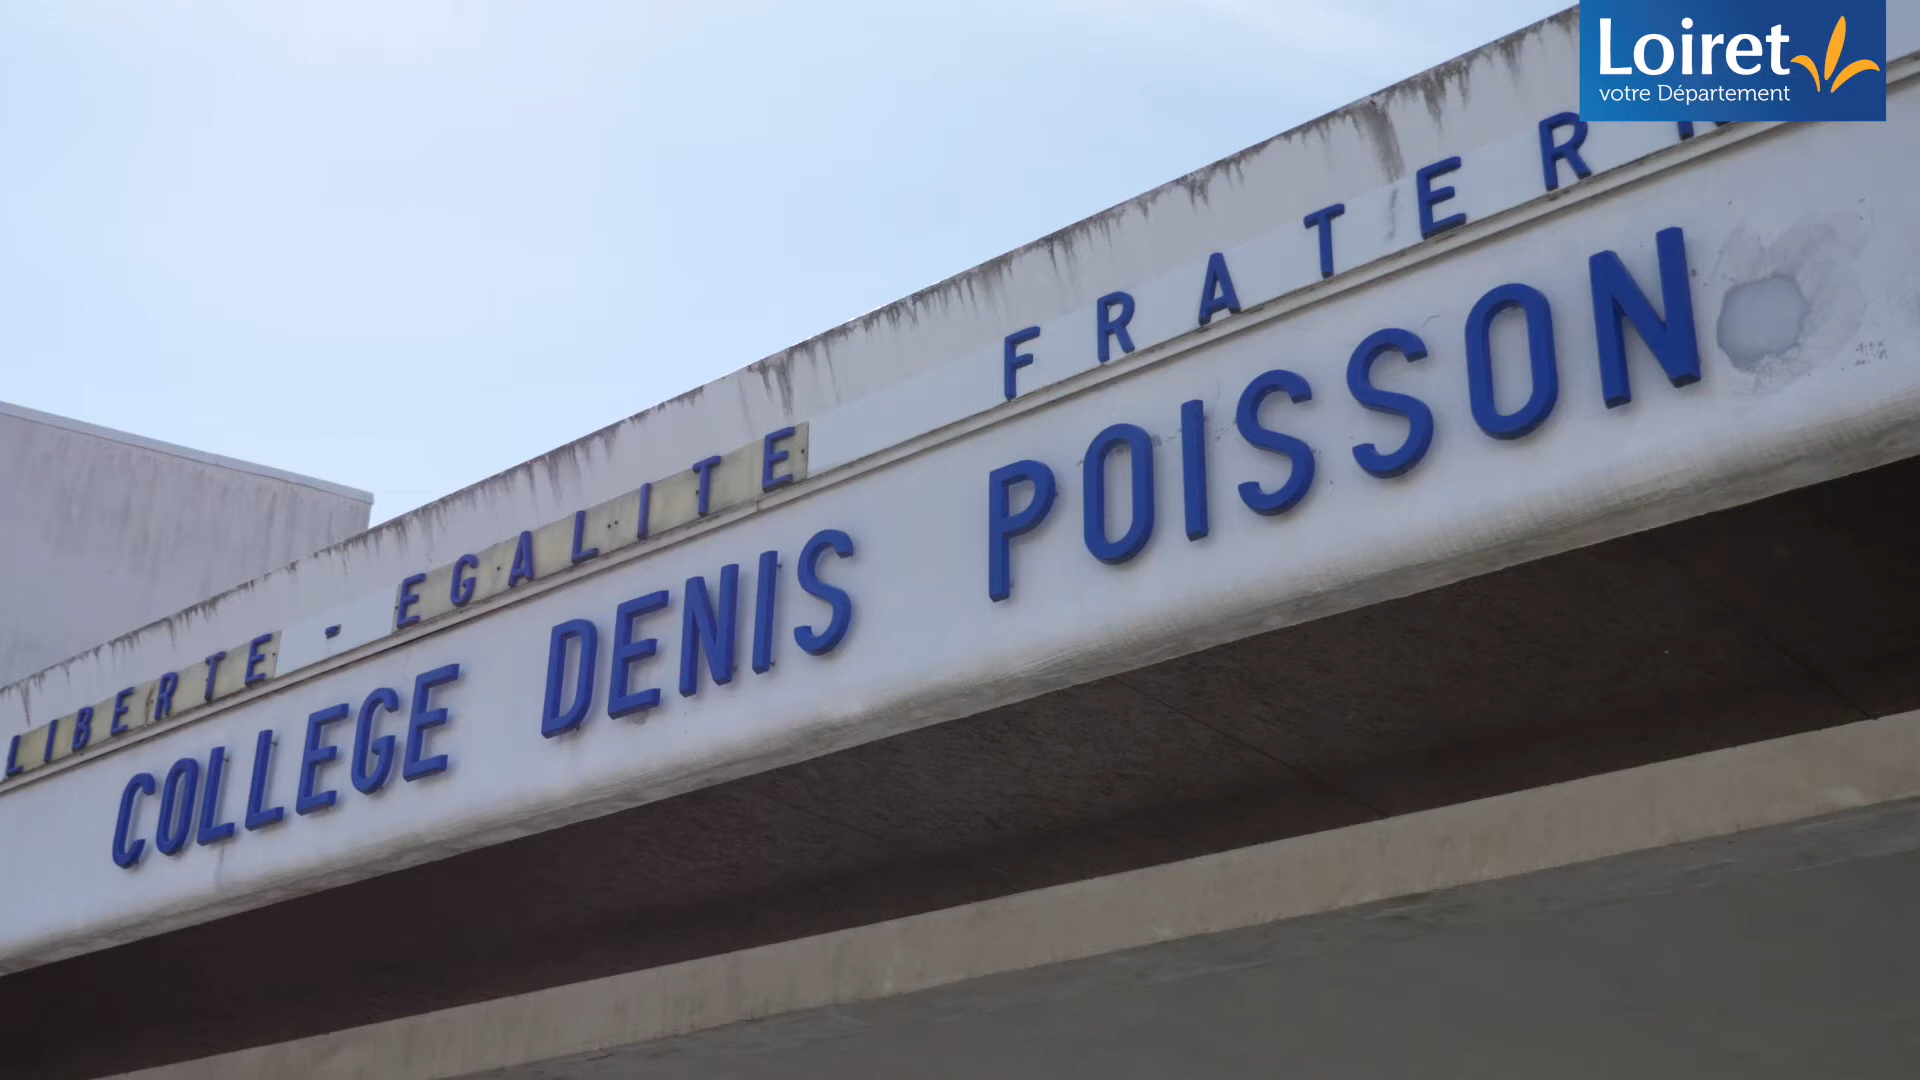 Loiret
votre Département
LIBERTE - EGALITE FRATER
COLLEGE DENIS POISSON